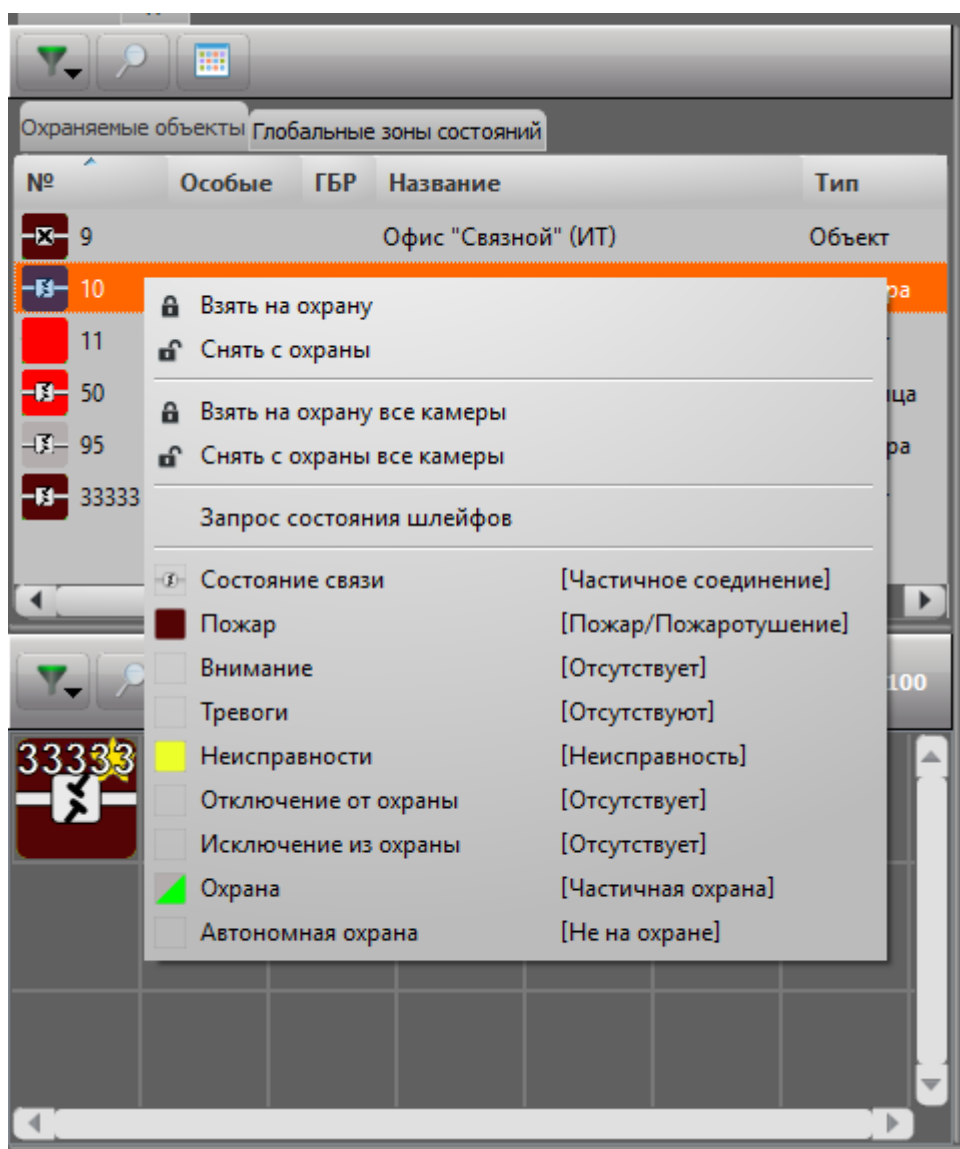 Охраняемые объекты Глобальные зоны состояний
№ Особые ГБР Название Тип
9 Офис "Связной" (ИТ) Объект
10 ра
11
50 ца
95 ра
33333
Взять на охрану
Снять с охраны
Взять на охрану все камеры
Снять с охраны все камеры
Запрос состояния шлейфов
Состояние связи [Частичное соединение]
Пожар [Пожар/Пожаротушение]
Внимание [Отсутствует]
Тревоги [Отсутствуют]
Неисправности [Неисправность]
Отключение от охраны [Отсутствует]
Исключение из охраны [Отсутствует]
Охрана [Частичная охрана]
Автономная охрана [Не на охране]
100
33333